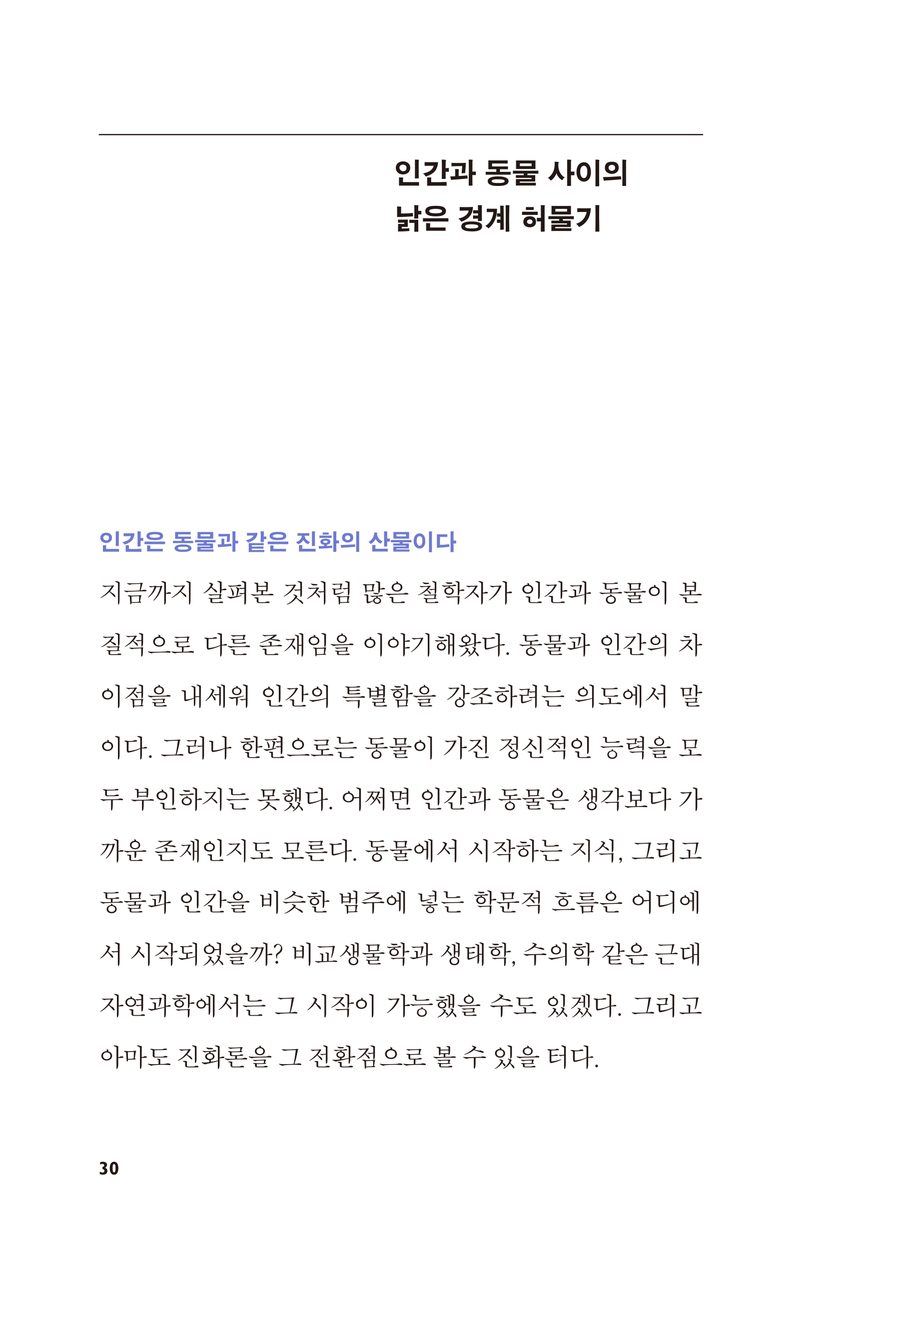 인간과 동물 사이의
낡은 경계 허물기
인간은 동물과 같은 진화의 산물이다
지금까지 살펴본 것처럼 많은 철학자가 인간과 동물이 본
질적으로 다른 존재임을 이야기해왔다. 동물과 인간의 차
이점을 내세워 인간의 특별함을 강조하려는 의도에서 말
이다. 그러나 한편으로는 동물이 가진 정신적인 능력을 모
두 부인하지는 못했다. 어쩌면 인간과 동물은 생각보다 가
까운 존재인지도 모른다. 동물에서 시작하는 지식, 그리고
동물과 인간을 비슷한 범주에 넣는 학문적 흐름은 어디에
서 시작되었을까? 비교생물학과 생태학, 수의학 같은 근대
자연과학에서는 그 시작이 가능했을 수도 있겠다. 그리고
아마도 진화론을 그 전환점으로 볼 수 있을 터다.
30